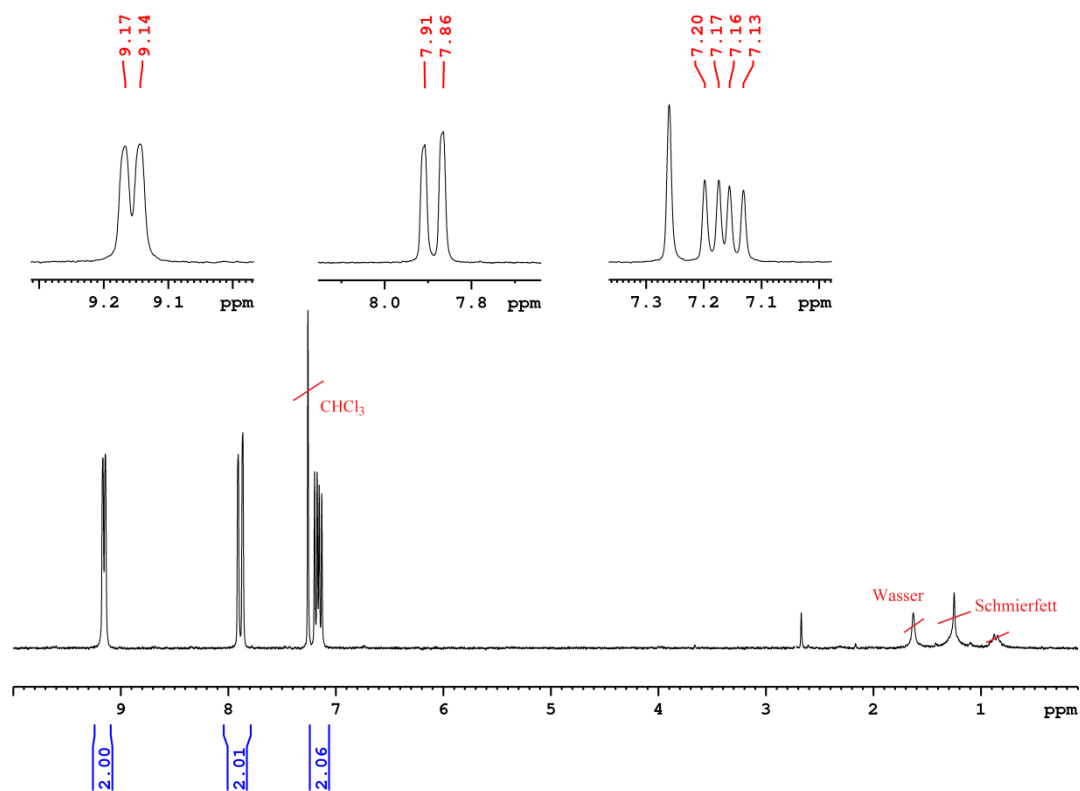 9.17
9.14
7.91
7.86
7.20
7.17
7.16
7.13
9.2 9.1 ppm
8.0 7.8 ppm
7.3 7.2 7.1 ppm
CHCl₃
Wasser
Schmierfett
9 8 7 6 5 4 3 2 1 ppm
2.00
2.01
2.06